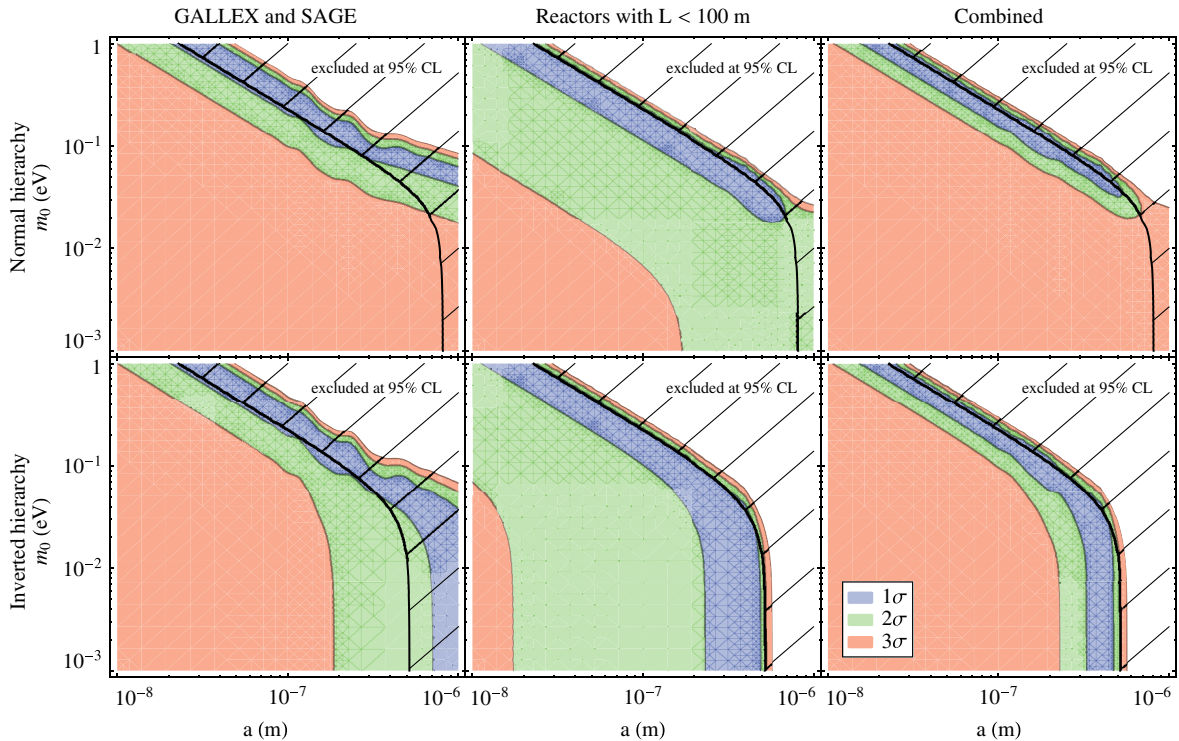 GALLEX and SAGE
Reactors with L < 100 m
Combined
Normal hierarchy
m₀ (eV)
1
10⁻¹
10⁻²
10⁻³
excluded at 95% CL
excluded at 95% CL
excluded at 95% CL
Inverted hierarchy
m₀ (eV)
1
10⁻¹
10⁻²
10⁻³
excluded at 95% CL
excluded at 95% CL
excluded at 95% CL
1σ
2σ
3σ
10⁻⁸ 10⁻⁷ 10⁻⁶
10⁻⁸ 10⁻⁷ 10⁻⁶
10⁻⁸ 10⁻⁷ 10⁻⁶
a (m)
a (m)
a (m)